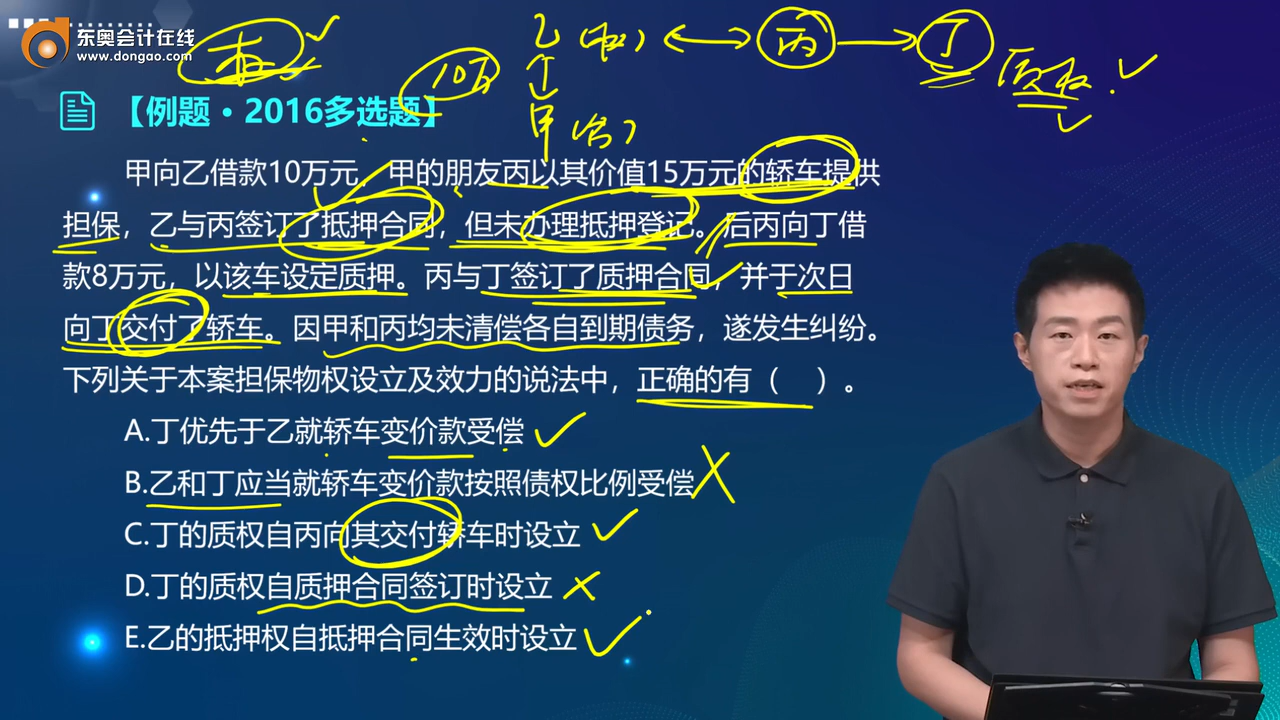 东奥会计在线
www.dongao.com
乙(权)
丙
丁
质权
10万
甲(务)
【例题·2016多选题】
甲向乙借款10万元，甲的朋友丙以其价值15万元的轿车提供
担保，乙与丙签订了抵押合同，但未办理抵押登记。后丙向丁借
款8万元，以该车设定质押。丙与丁签订了质押合同，并于次日
向丁交付了轿车。因甲和丙均未清偿各自到期债务，遂发生纠纷。
下列关于本案担保物权设立及效力的说法中，正确的有（ ）。
A.丁优先于乙就轿车变价款受偿
B.乙和丁应当就轿车变价款按照债权比例受偿
C.丁的质权自丙向其交付轿车时设立
D.丁的质权自质押合同签订时设立
E.乙的抵押权自抵押合同生效时设立